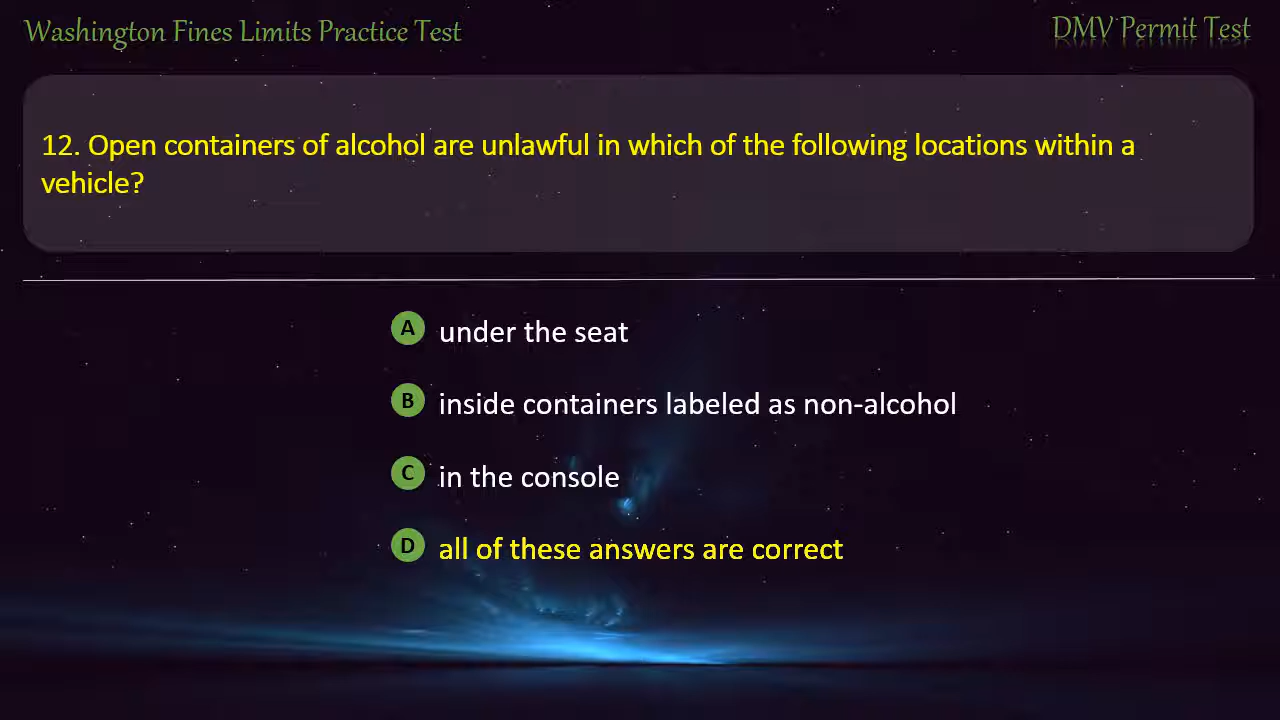 Washington Fines Limits Practice Test
DMV Permit Test
12. Open containers of alcohol are unlawful in which of the following locations within a
vehicle?
A under the seat
B inside containers labeled as non-alcohol
C in the console
D all of these answers are correct